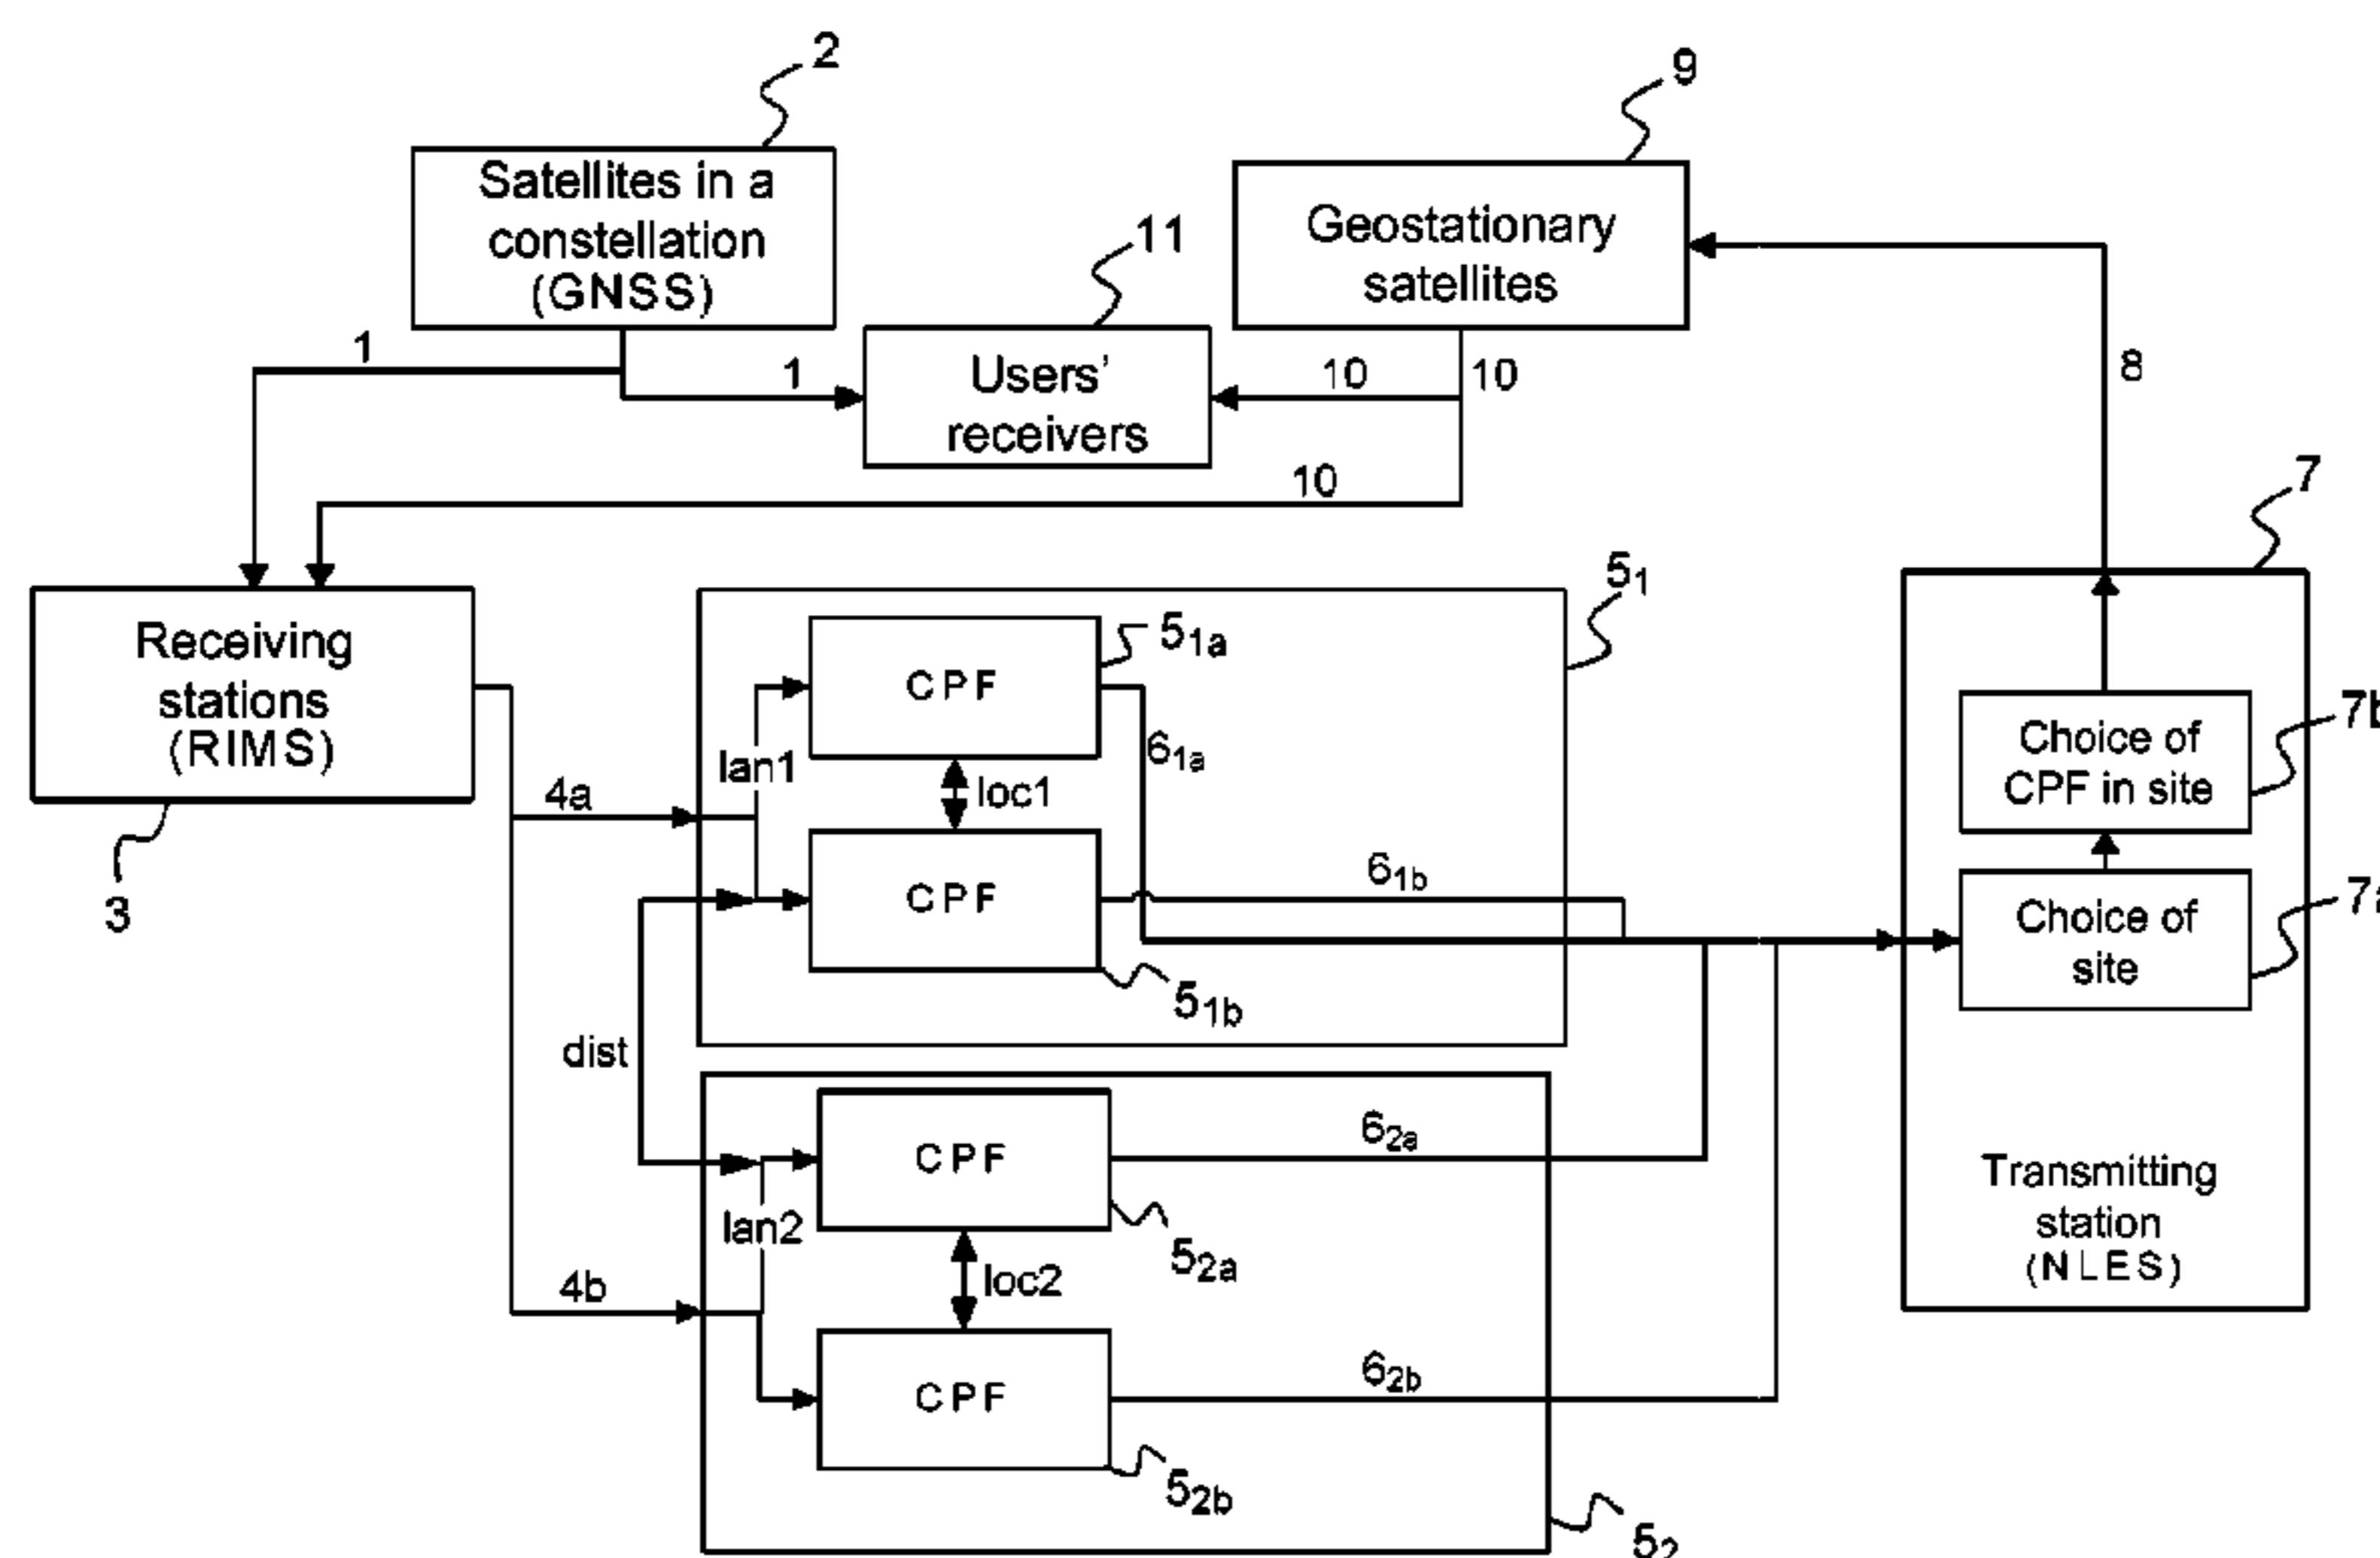 2
9
Satellites in a
constellation
(GNSS)
11
Geostationary
satellites
1
1
Users'
receivers
10
10
8
10
7
Receiving
stations
(RIMS)
3
5₁
CPF
5₁ₐ
lan1
6₁ₐ
loc1
4a
CPF
6₁b
5₁b
Choice of
CPF in site
7b
Choice of
site
dist
CPF
6₂ₐ
lan2
5₂ₐ
loc2
4b
CPF
6₂b
5₂b
5₂
Transmitting
station
(NLES)